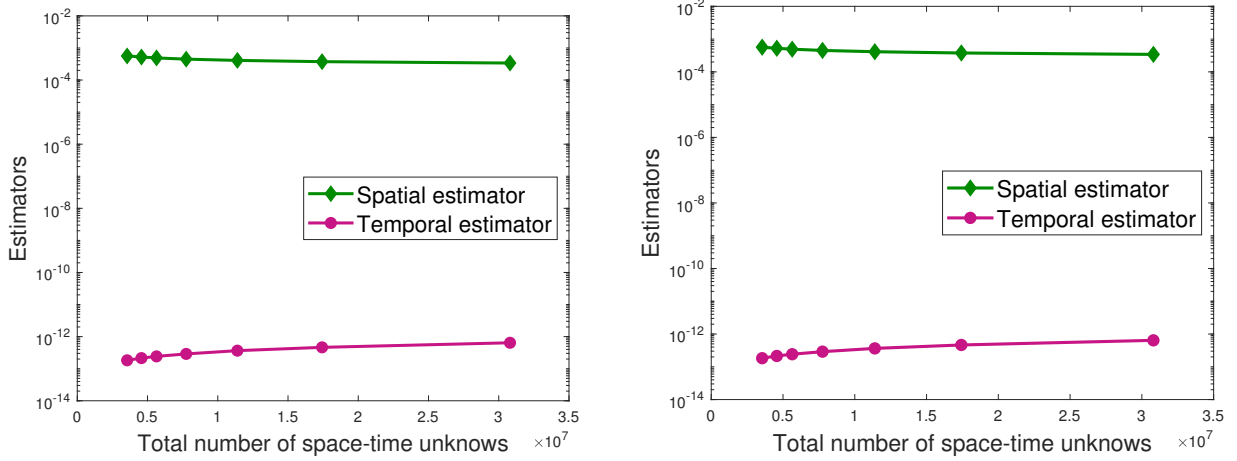 10^-2
10^-4
10^-6
10^-8
10^-10
10^-12
10^-14
Estimators
Spatial estimator
Temporal estimator
0 0.5 1 1.5 2 2.5 3 3.5
Total number of space-time unknows ×10^7
10^-2
10^-4
10^-6
10^-8
10^-10
10^-12
10^-14
Estimators
Spatial estimator
Temporal estimator
0 0.5 1 1.5 2 2.5 3 3.5
Total number of space-time unknows ×10^7